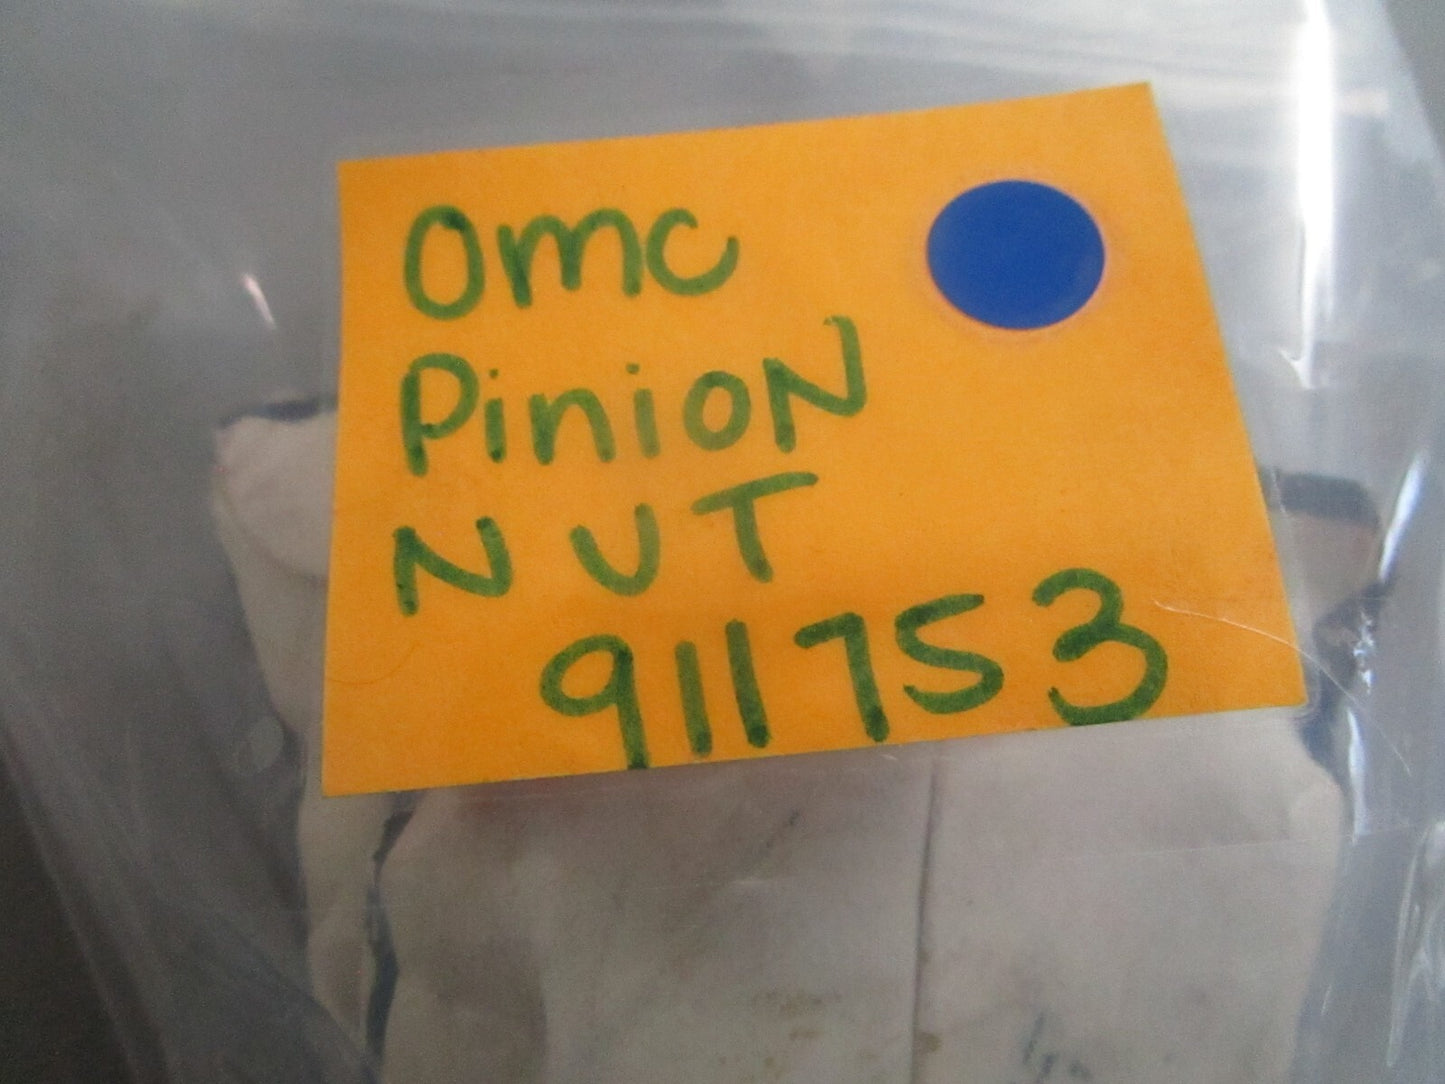 Omc
PinioN
NUT
911753